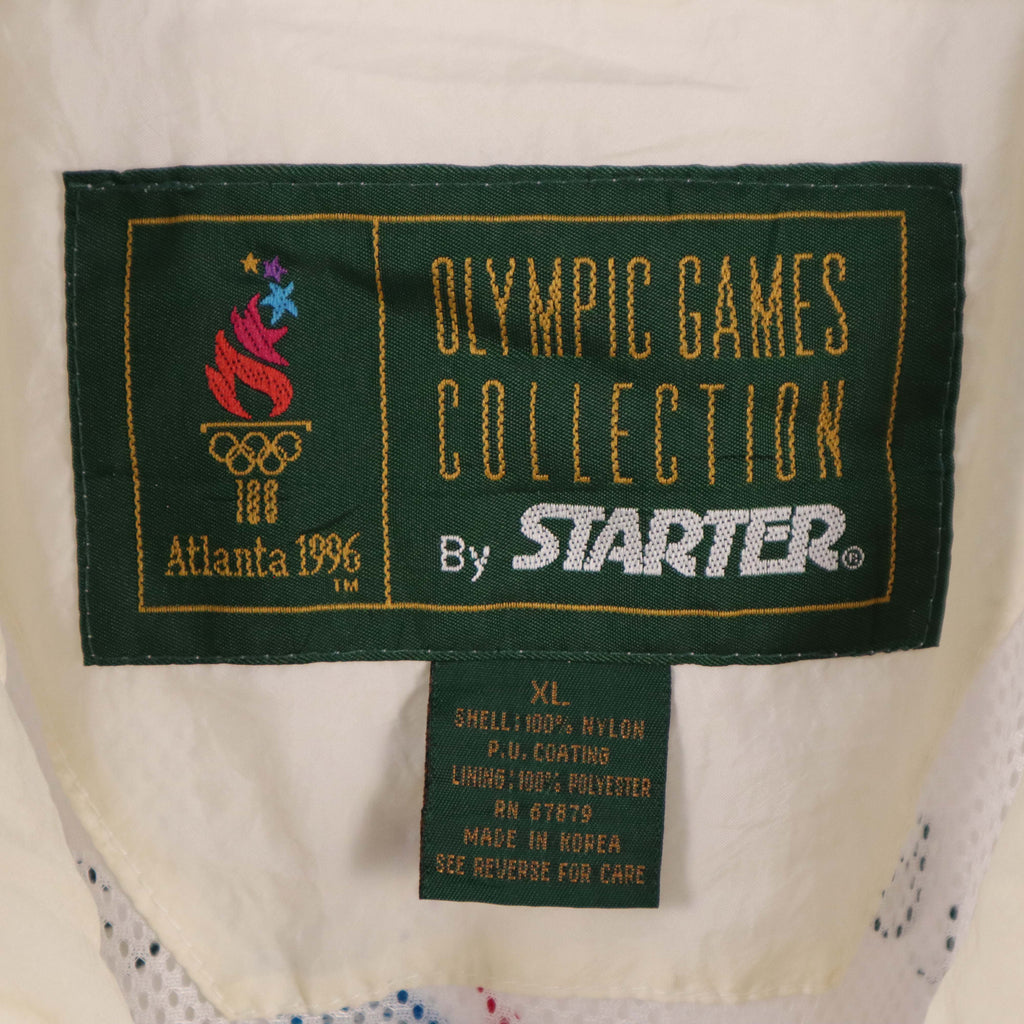 100
Atlanta 1996
TM
OLYMPIC GAMES
COLLECTION
By STARTER®
XL
SHELL: 100% NYLON
P.U. COATING
LINING: 100% POLYESTER
RN 67879
MADE IN KOREA
SEE REVERSE FOR CARE